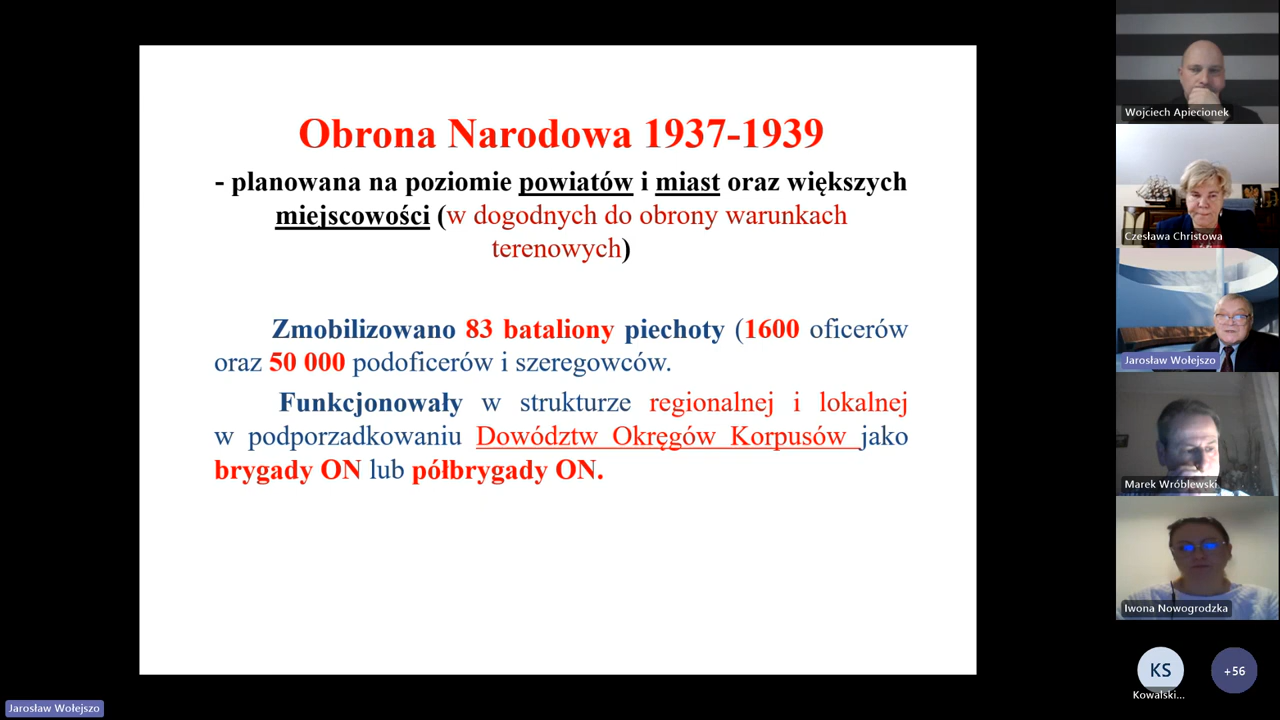 Obrona Narodowa 1937-1939
- planowana na poziomie powiatów i miast oraz większych
miejscowości (w dogodnych do obrony warunkach
terenowych)
Zmobilizowano 83 bataliony piechoty (1600 oficerów
oraz 50 000 podoficerów i szeregowców.
Funkcjonowały w strukturze regionalnej i lokalnej
w podporzadkowaniu Dowództw Okręgów Korpusów jako
brygady ON lub półbrygady ON.
Wojciech Apiecionek
Czesława Christowa
Jarosław Wołejszo
Marek Wróblewski
Iwona Nowogrodzka
KS
+56
Kowalski...
Jarosław Wołejszo